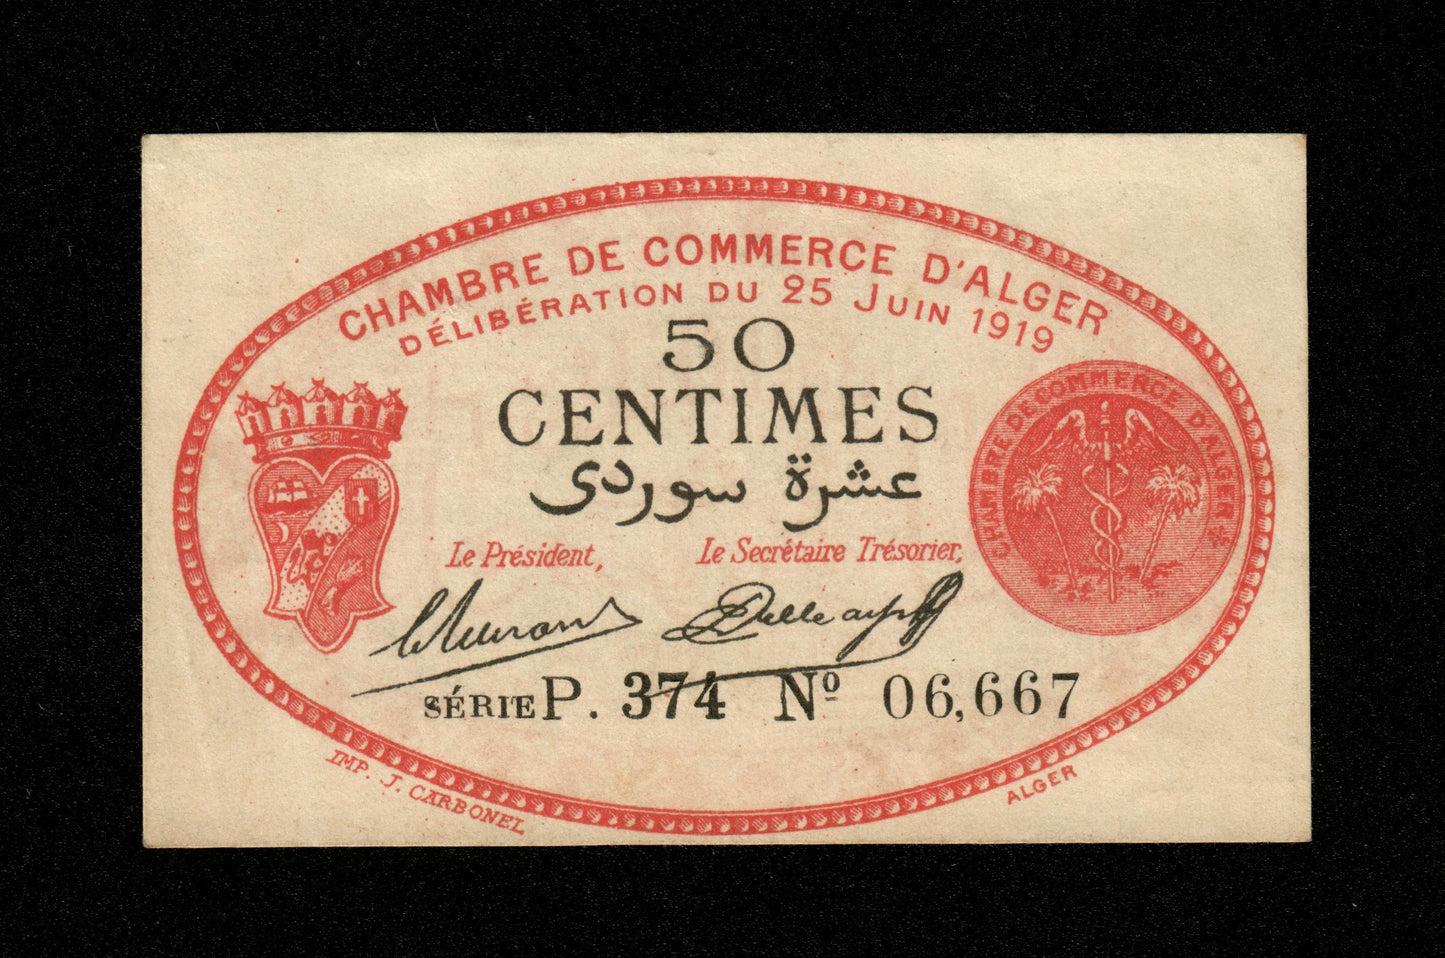 CHAMBRE DE COMMERCE D'ALGER
DÉLIBÉRATION DU 25 JUIN 1919
50
CENTIMES
عشرة سوردى
CHAMBRE DE COMMERCE D'ALGER
Le Président,
Le Secrétaire Trésorier,
SÉRIE P. 374 Nº 06,667
IMP. J. CARBONEL
ALGER